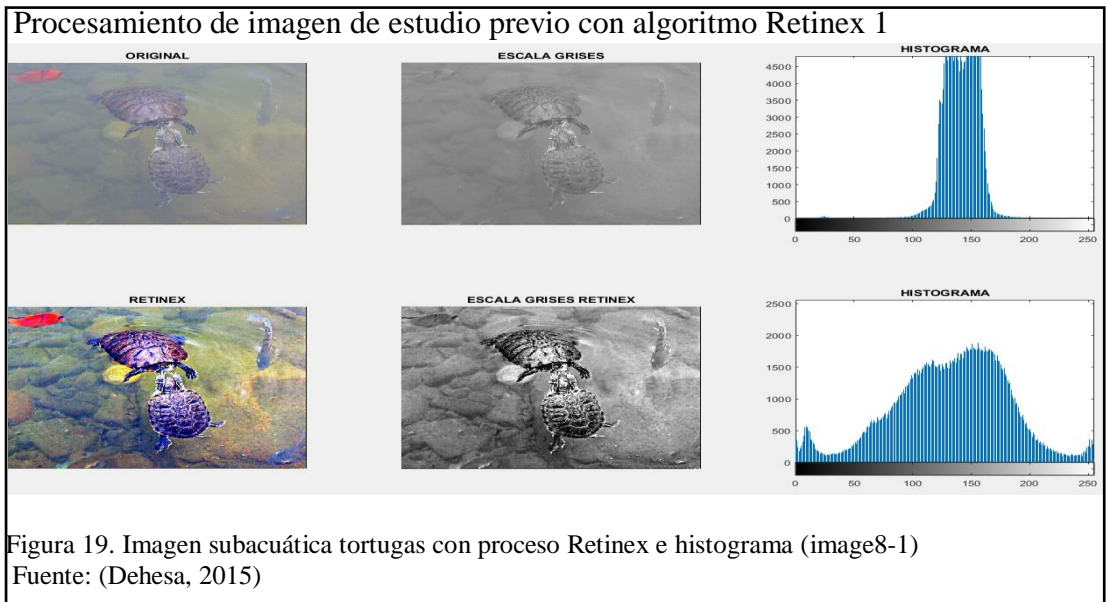 Procesamiento de imagen de estudio previo con algoritmo Retinex 1
ORIGINAL
ESCALA GRISES
HISTOGRAMA
4500
4000
3500
3000
2500
2000
1500
1000
500
0
0 50 100 150 200 250
RETINEX
ESCALA GRISES RETINEX
HISTOGRAMA
2500
2000
1500
1000
500
0
0 50 100 150 200 250
Figura 19. Imagen subacuática tortugas con proceso Retinex e histograma (image8-1)
Fuente: (Dehesa, 2015)